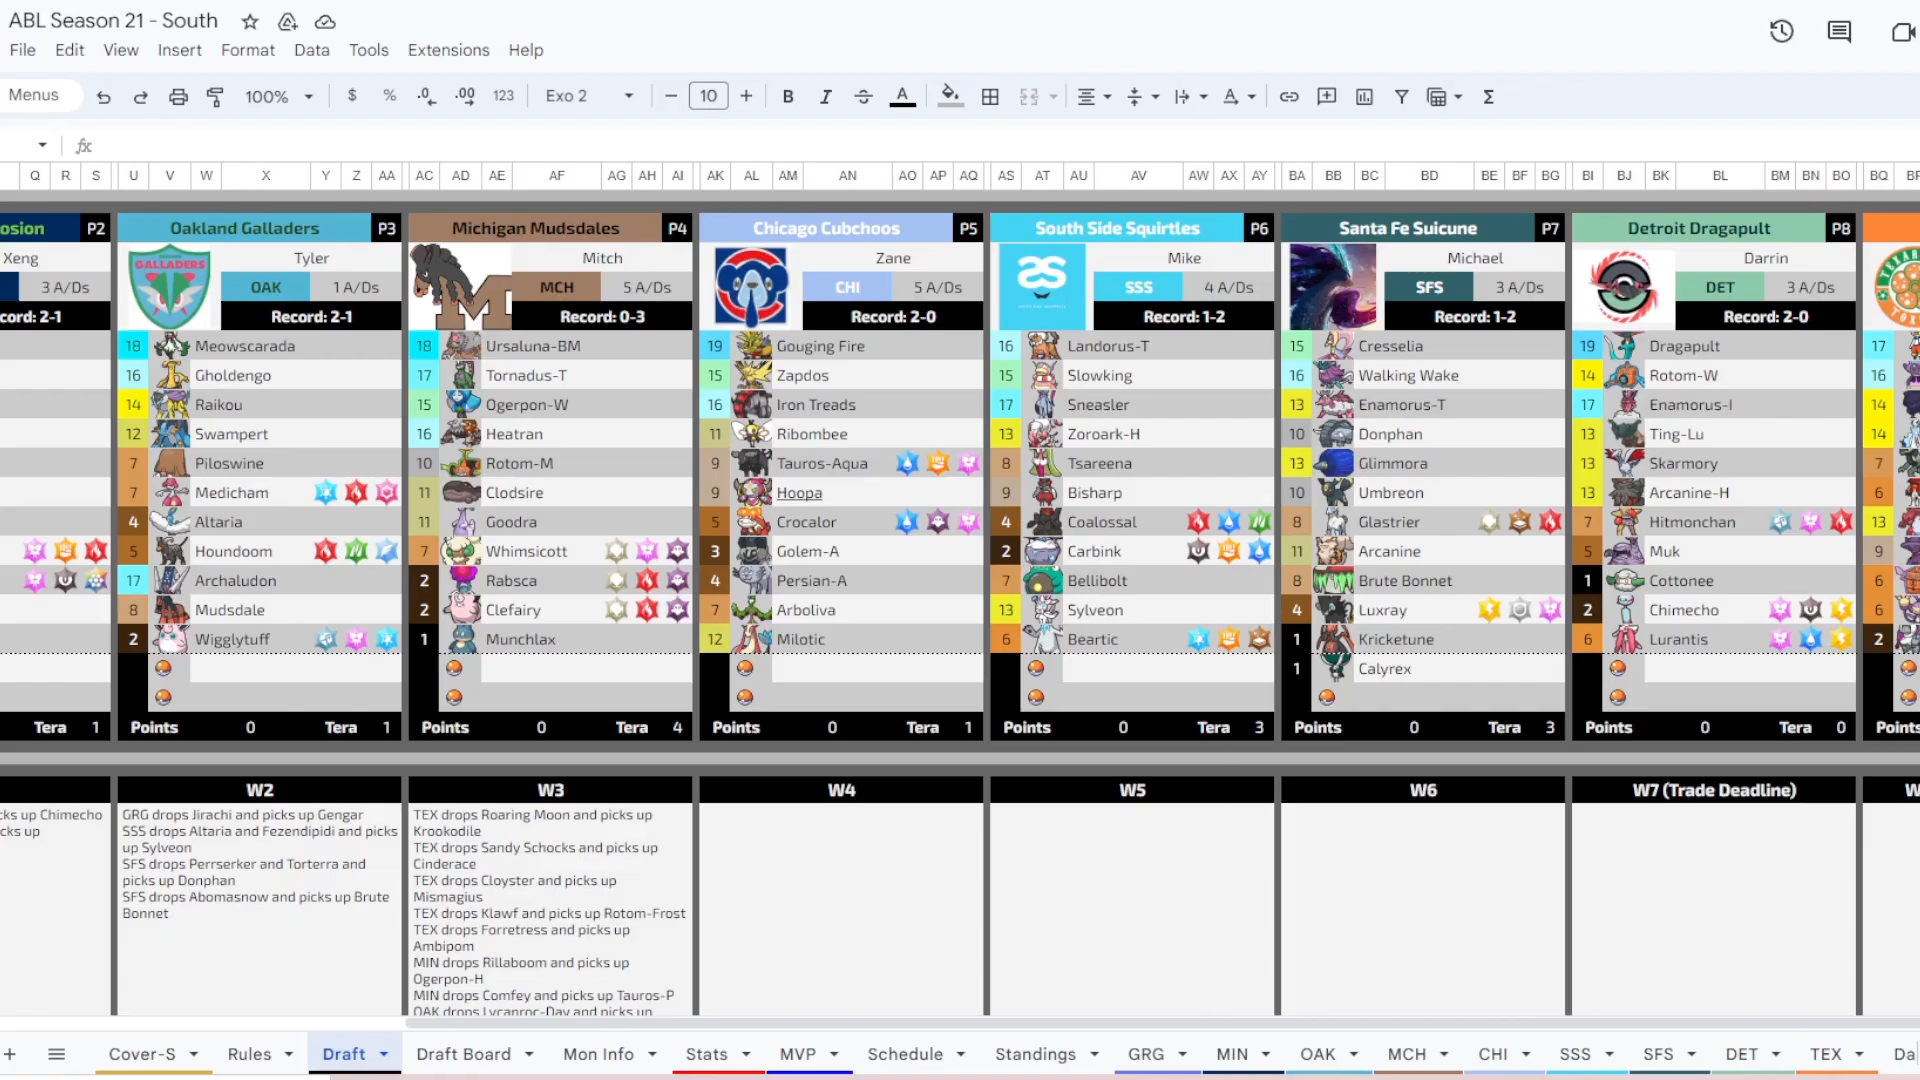 ABL Season 21 - South
File Edit View Insert Format Data Tools Extensions Help
Menus 100% $ % .0 .00 123 Exo 2 10 B I A Σ
fx
Q R S U V W X Y Z AA AC AD AE AF AG AH AI AK AL AM AN AO AP AQ AS AT AU AV AW AX AY BA BB BC BD BE BF BG BI BJ BK BL BM BN BO BQ
osion P2 Oakland Galladers P3 Michigan Mudsdales P4 Chicago Cubchoos P5 South Side Squirtles P6 Santa Fe Suicune P7 Detroit Dragapult P8
Xeng Tyler Mitch Zane Mike Michael Darrin
GALLADERS
3 A/Ds OAK 1 A/Ds MCH 5 A/Ds CHI 5 A/Ds SSS 4 A/Ds SFS 3 A/Ds DET 3 A/Ds
cord: 2-1 Record: 2-1 Record: 0-3 Record: 2-0 Record: 1-2 Record: 1-2 Record: 2-0
18 Meowscarada 18 Ursaluna-BM 19 Gouging Fire 16 Landorus-T 15 Cresselia 19 Dragapult 17
16 Gholdengo 17 Tornadus-T 15 Zapdos 15 Slowking 16 Walking Wake 14 Rotom-W 16
14 Raikou 15 Ogerpon-W 16 Iron Treads 17 Sneasler 13 Enamorus-T 17 Enamorus-I 14
12 Swampert 16 Heatran 11 Ribombee 13 Zoroark-H 10 Donphan 13 Ting-Lu 14
7 Piloswine 10 Rotom-M 9 Tauros-Aqua 8 Tsareena 13 Glimmora 13 Skarmory 7
7 Medicham 11 Clodsire 9 Hoopa 9 Bisharp 10 Umbreon 13 Arcanine-H 6
4 Altaria 11 Goodra 5 Crocalor 4 Coalossal 8 Glastrier 7 Hitmonchan 13
5 Houndoom 7 Whimsicott 3 Golem-A 2 Carbink 11 Arcanine 5 Muk 9
17 Archaludon 2 Rabsca 4 Persian-A 7 Bellibolt 8 Brute Bonnet 1 Cottonee 6
8 Mudsdale 2 Clefairy 7 Arboliva 13 Sylveon 4 Luxray 2 Chimecho 6
2 Wigglytuff 1 Munchlax 12 Milotic 6 Beartic 1 Kricketune 6 Lurantis 2
1 Calyrex
Tera 1 Points 0 Tera 1 Points 0 Tera 4 Points 0 Tera 1 Points 0 Tera 3 Points 0 Tera 3 Points 0 Tera 0 Points
W2 W3 W4 W5 W6 W7 (Trade Deadline) W
cks up Chimecho
cks up
GRG drops Jirachi and picks up Gengar
SSS drops Altaria and Fezendipidi and picks
up Sylveon
SFS drops Perrserker and Torterra and
picks up Donphan
SFS drops Abomasnow and picks up Brute
Bonnet
TEX drops Roaring Moon and picks up
Krookodile
TEX drops Sandy Schocks and picks up
Cinderace
TEX drops Cloyster and picks up
Mismagius
TEX drops Klawf and picks up Rotom-Frost
TEX drops Forretress and picks up
Ambipom
MIN drops Rillaboom and picks up
Ogerpon-H
MIN drops Comfey and picks up Tauros-P
OAK drops Lycanroc-Day and picks up
Cover-S Rules Draft Draft Board Mon Info Stats MVP Schedule Standings GRG MIN OAK MCH CHI SSS SFS DET TEX Da